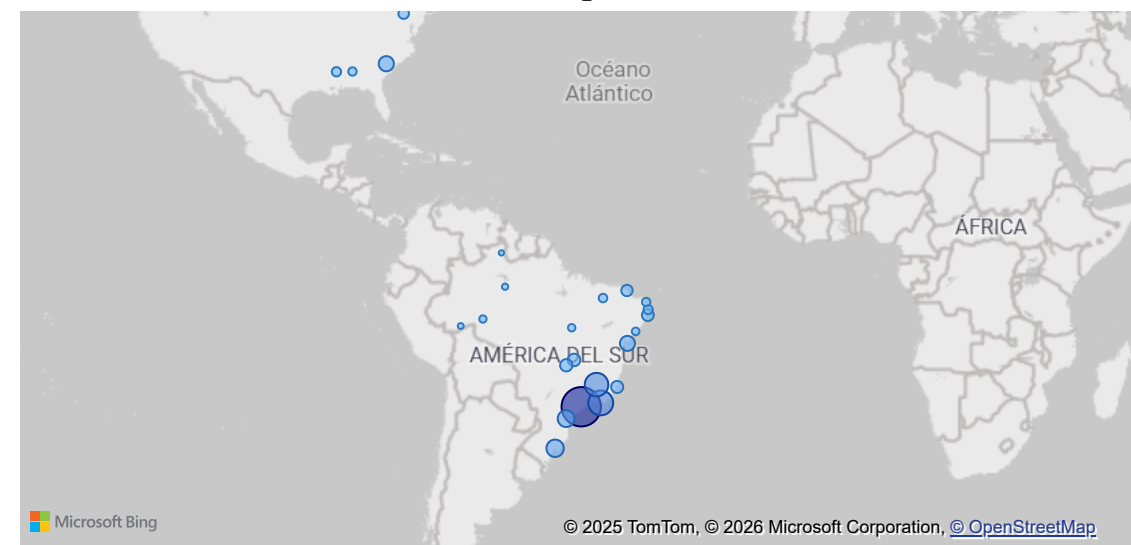 Océano
Atlántico
ÁFRICA
AMÉRICA DEL SUR
Microsoft Bing
© 2025 TomTom, © 2026 Microsoft Corporation, © OpenStreetMap